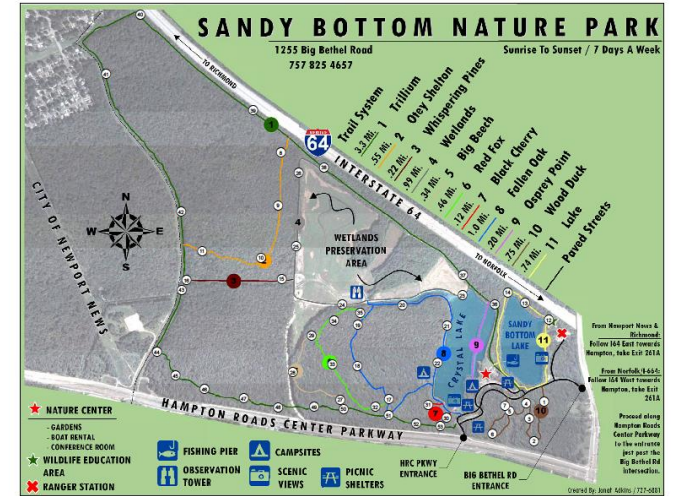 SANDY BOTTOM NATURE PARK
1255 Big Bethel Road
757 825 4657
Sunrise To Sunset / 7 Days A Week
TO RICHMOND
INTERSTATE
64
INTERSTATE 64
TO NORFOLK
Trail System
3.3 Mi. 1 Trillium
.55 Mi. 2 Otey Shelton
.22 Mi. 3 Whispering Pines
.99 Mi. 4 Wetlands
.34 Mi. 5 Big Beech
.66 Mi. 6 Red Fox
.12 Mi. 7 Black Cherry
1.0 Mi. 8 Fallen Oak
.20 Mi. 9 Osprey Point
.75 Mi. 10 Wood Duck
.74 Mi. 11 Lake
Paved Streets
N
W E
S
CITY OF NEWPORT NEWS
WETLANDS
PRESERVATION
AREA
CRYSTAL LAKE
SANDY
BOTTOM
LAKE
From Newport News &
Richmond:
Follow I64 East towards
Hampton, take Exit 261A
From Norfolk/I-664:
Follow I64 West towards
Hampton, take Exit
261A
Proceed along
Hampton Roads
Center Parkway
to the entrance
just past the
Big Bethel Rd
intersection.
HAMPTON ROADS CENTER PARKWAY
HRC PKWY
ENTRANCE
BIG BETHEL RD
ENTRANCE
NATURE CENTER
- GARDENS
- BOAT RENTAL
- CONFERENCE ROOM
WILDLIFE EDUCATION
AREA
RANGER STATION
FISHING PIER
OBSERVATION
TOWER
CAMPSITES
SCENIC
VIEWS
PICNIC
SHELTERS